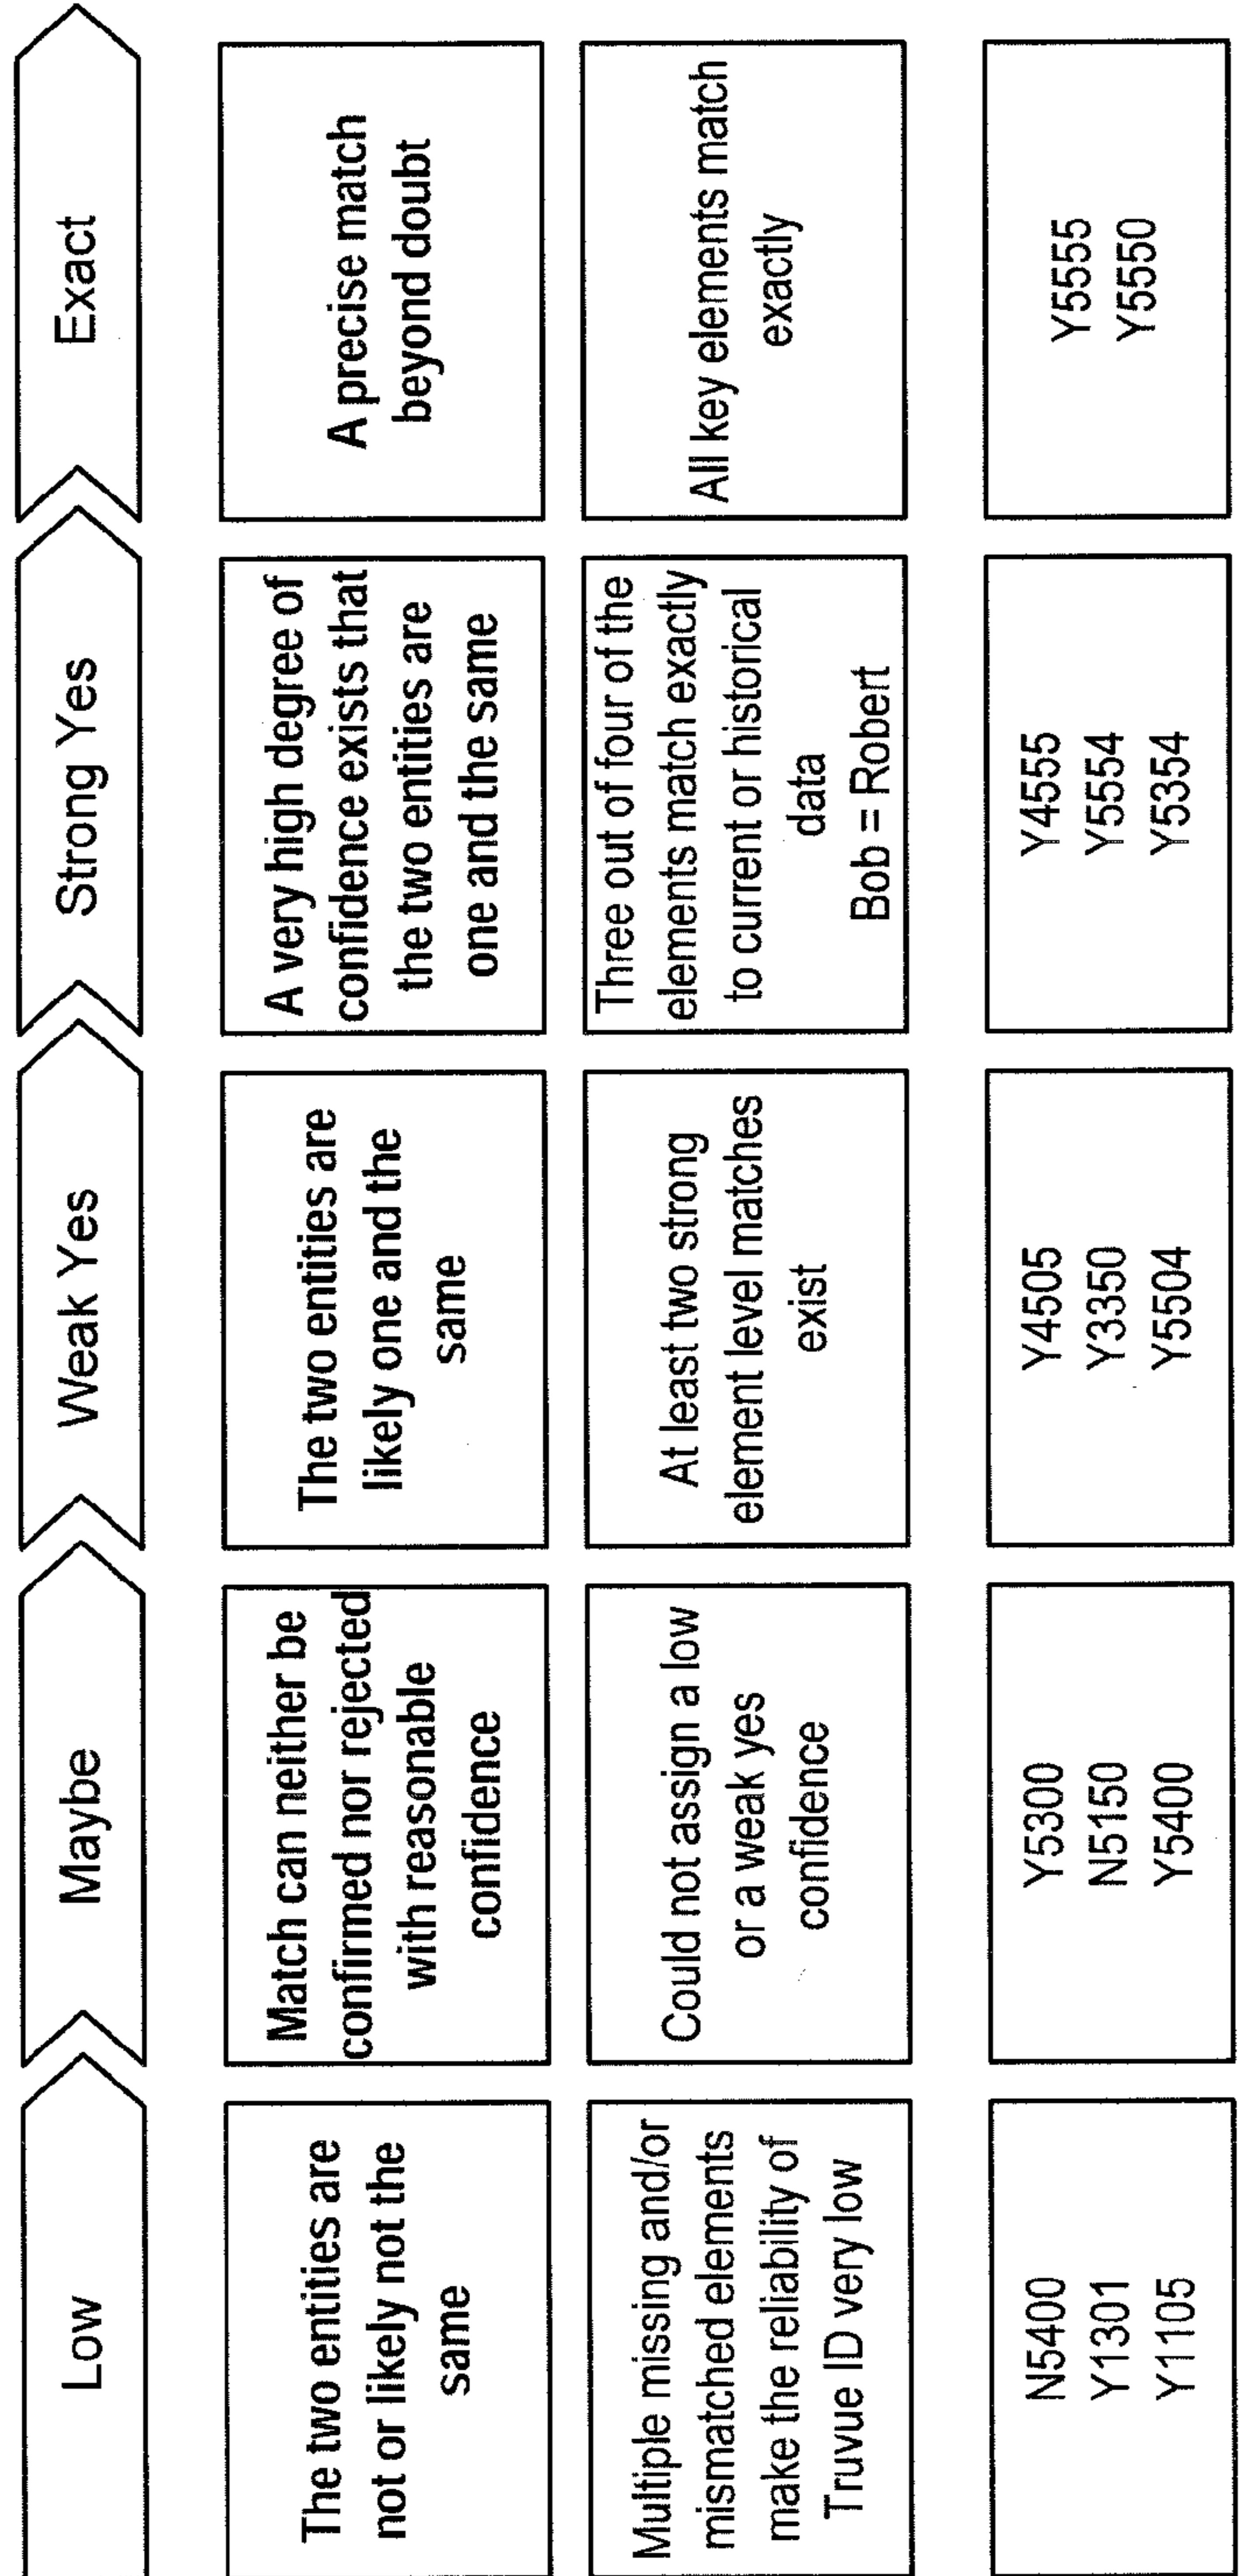 Low
Maybe
Weak Yes
Strong Yes
Exact
The two entities are
not or likely not the
same
Match can neither be
confirmed nor rejected
with reasonable
confidence
The two entities are
likely one and the
same
A very high degree of
confidence exists that
the two entities are
one and the same
A precise match
beyond doubt
Multiple missing and/or
mismatched elements
make the reliability of
Truvue ID very low
Could not assign a low
or a weak yes
confidence
At least two strong
element level matches
exist
Three out of four of the
elements match exactly
to current or historical
data
Bob = Robert
All key elements match
exactly
N5400
Y1301
Y1105
Y5300
N5150
Y5400
Y4505
Y3350
Y5504
Y4555
Y5554
Y5354
Y5555
Y5550